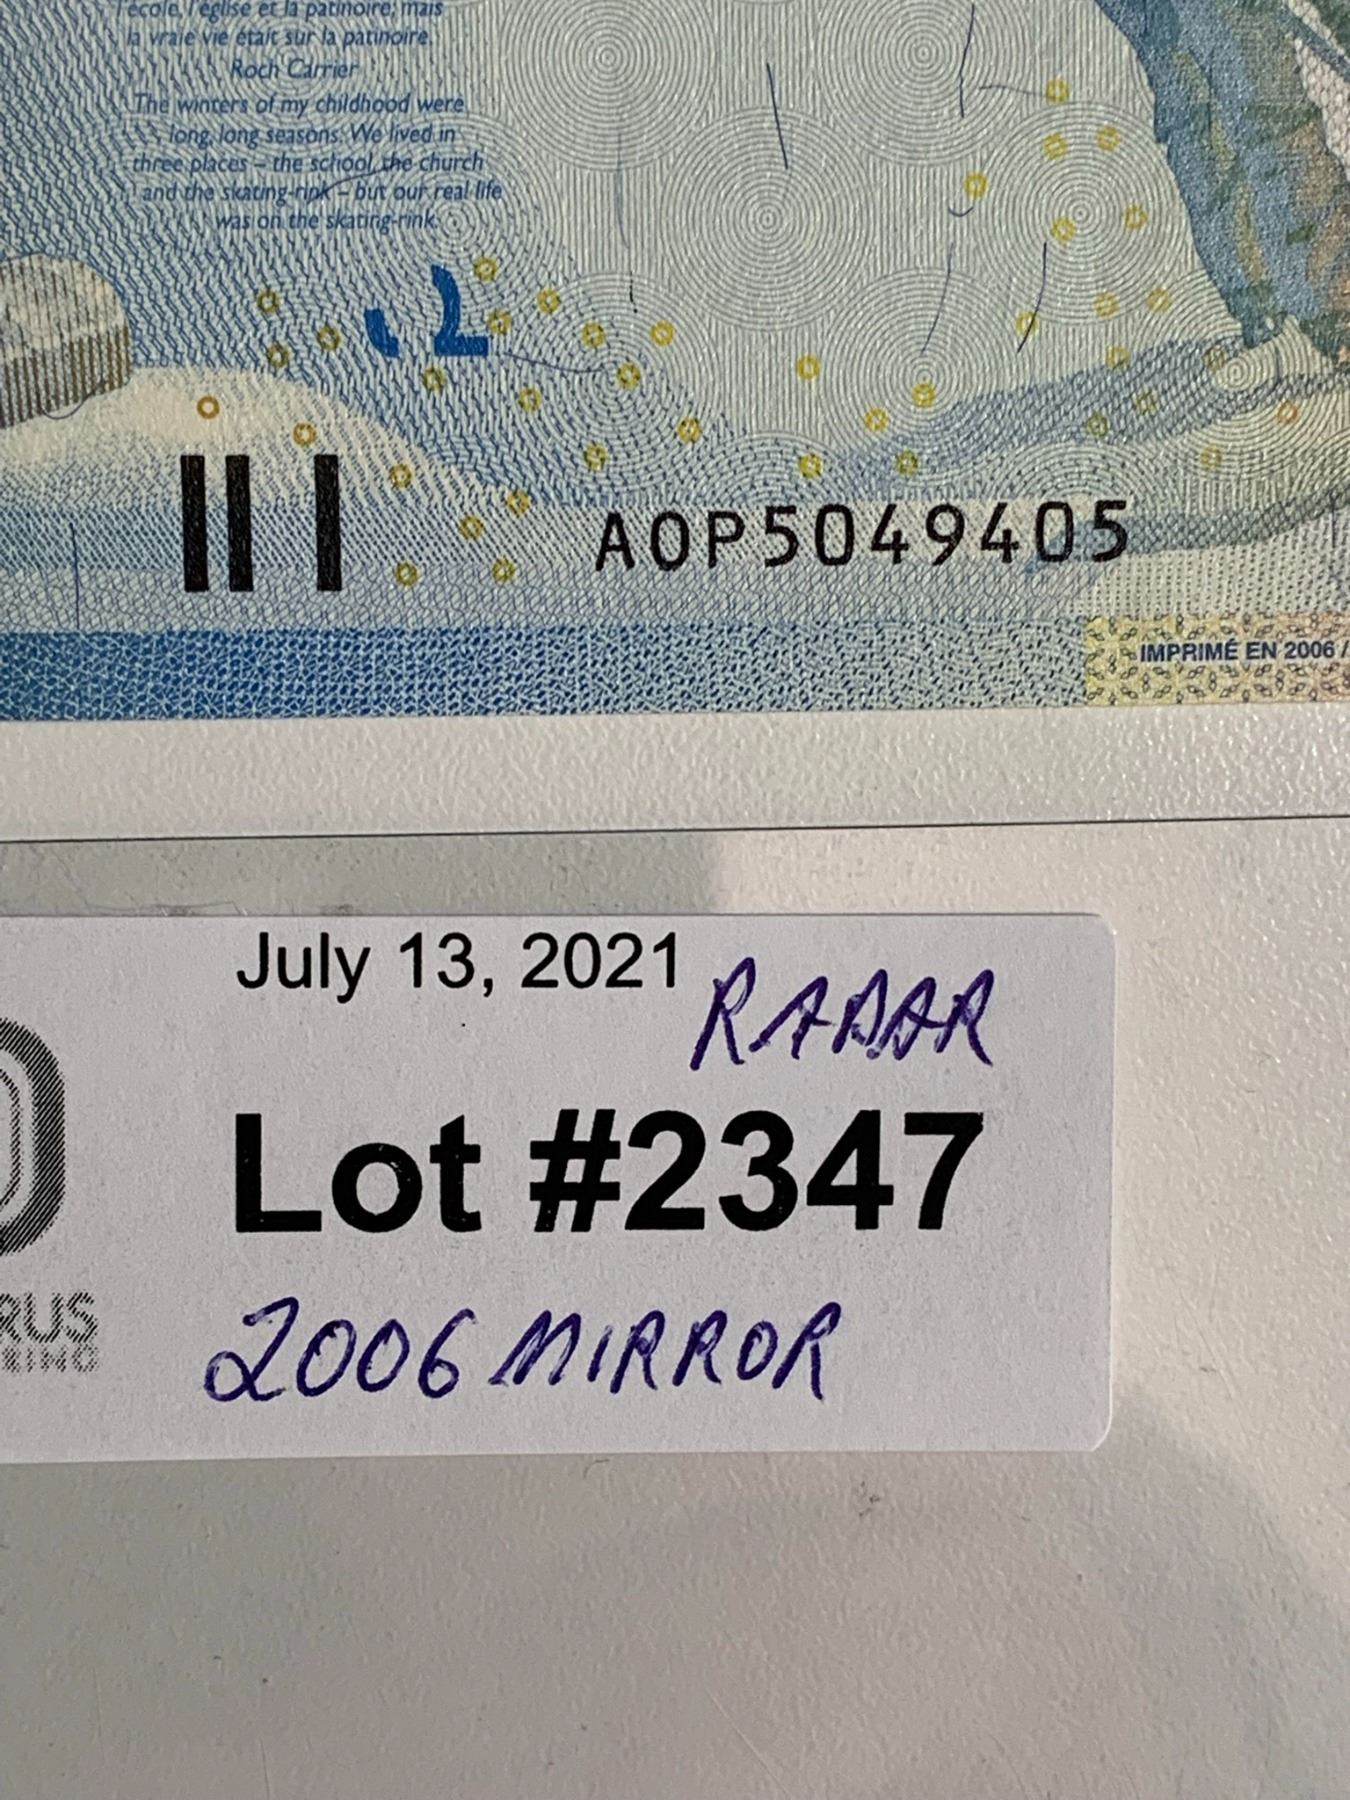 l'école, l'église et la patinoire; mais
la vraie vie était sur la patinoire.
Roch Carrier
The winters of my childhood were
long, long seasons. We lived in
three places – the school, the church
and the skating-rink – but our real life
was on the skating-rink.
AOP5049405
IMPRIMÉ EN 2006 /
July 13, 2021
RADAR
Lot #2347
RUS
2006 MIRROR